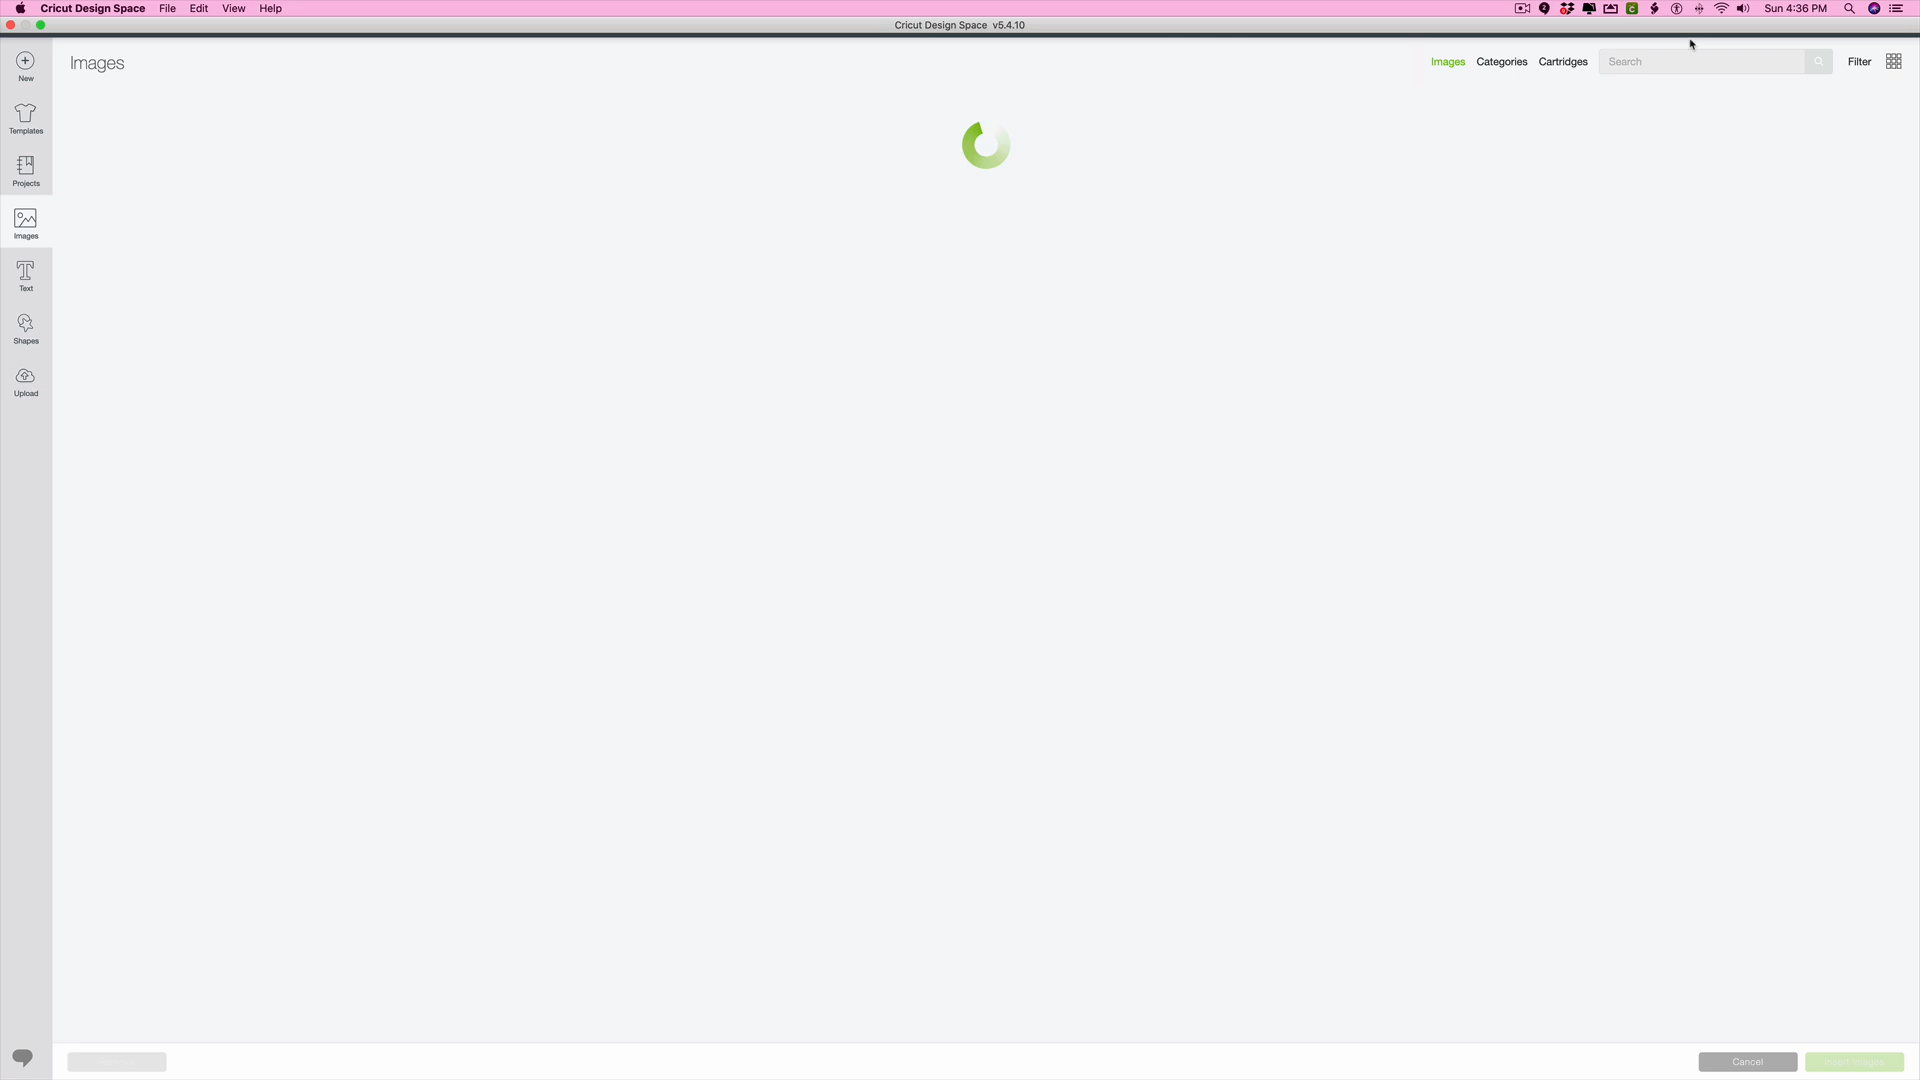 Cricut Design Space File Edit View Help Sun 4:36 PM
Cricut Design Space v5.4.10
New
Templates
Projects
Images
Text
Shapes
Upload
Images
Images Categories Cartridges Search Filter
Cancel